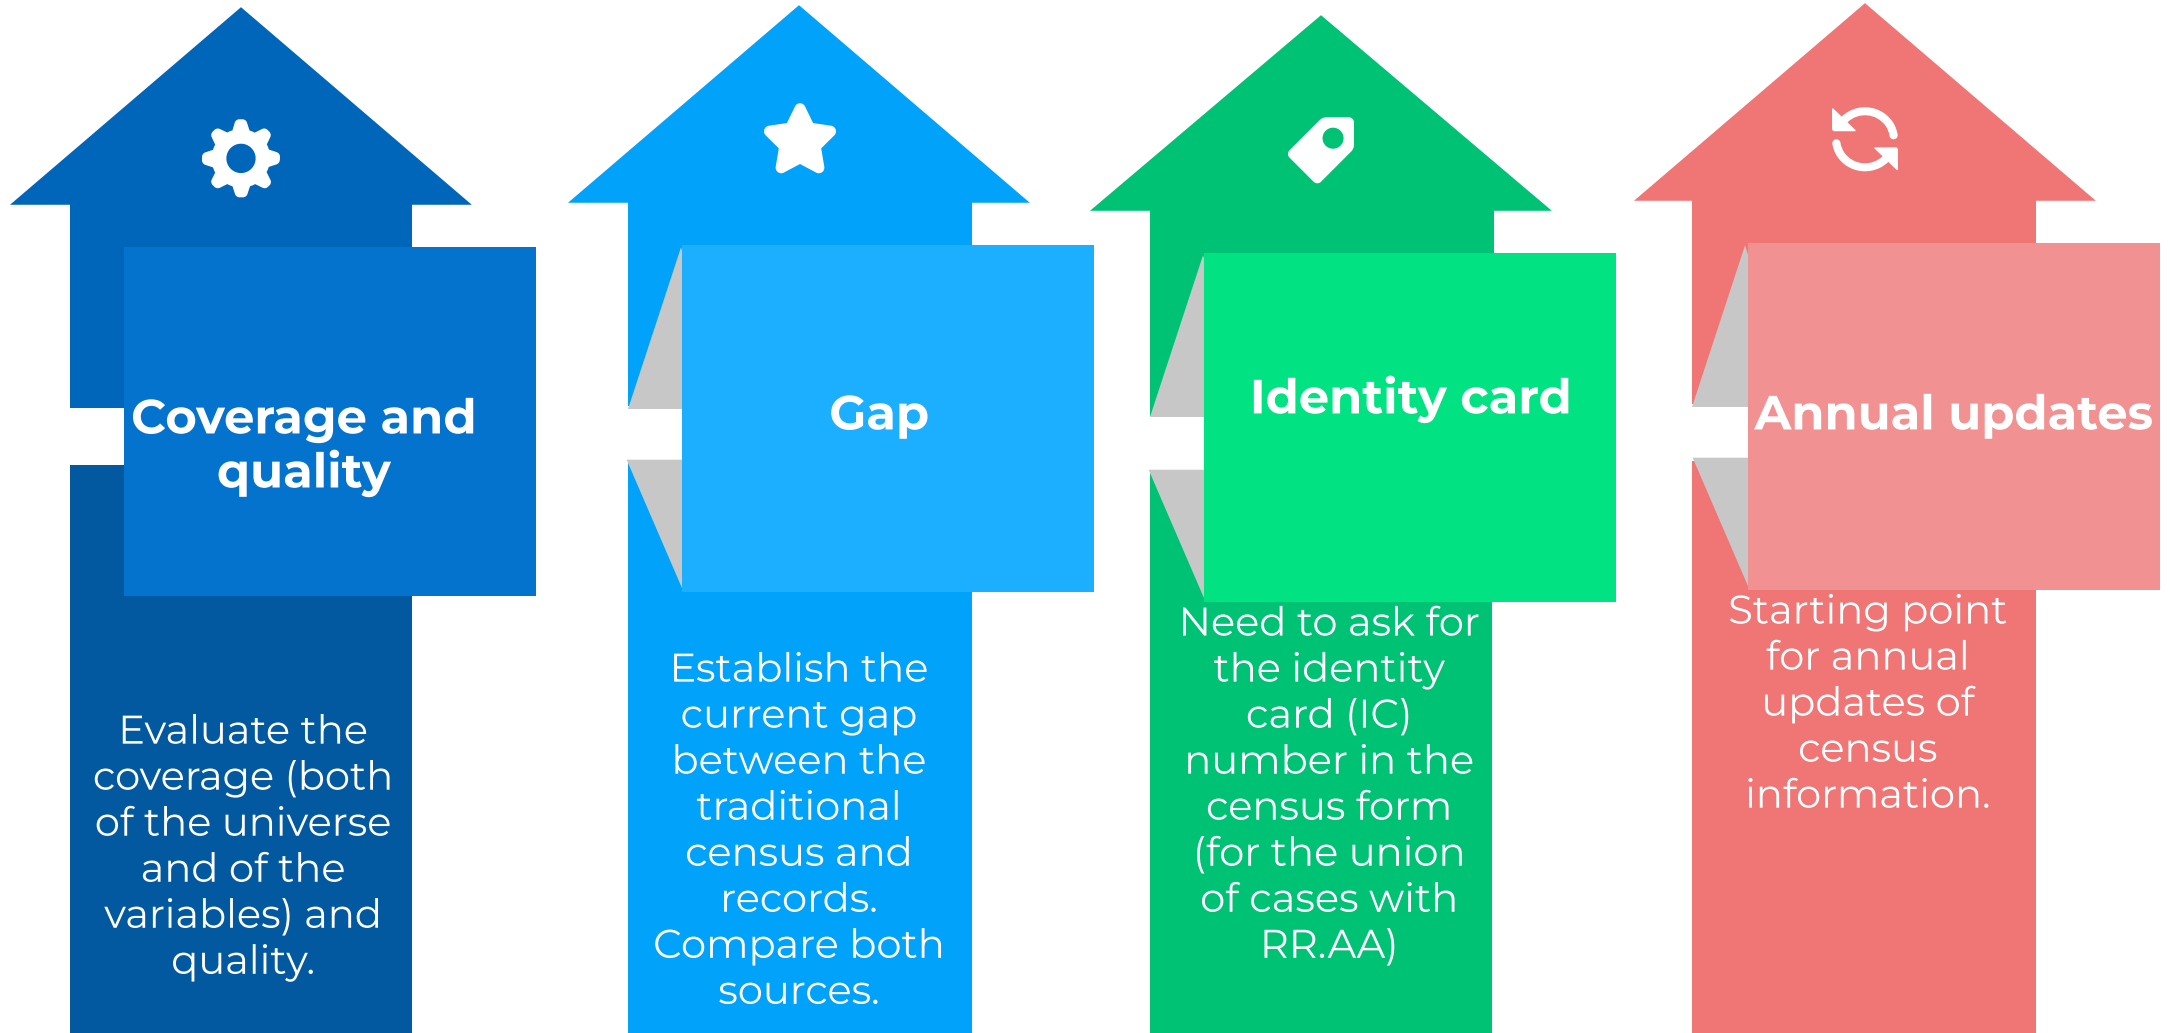 Coverage and
quality
Evaluate the
coverage (both
of the universe
and of the
variables) and
quality.
Gap
Establish the
current gap
between the
traditional
census and
records.
Compare both
sources.
Identity card
Need to ask for
the identity
card (IC)
number in the
census form
(for the union
of cases with
RR.AA)
Annual updates
Starting point
for annual
updates of
census
information.